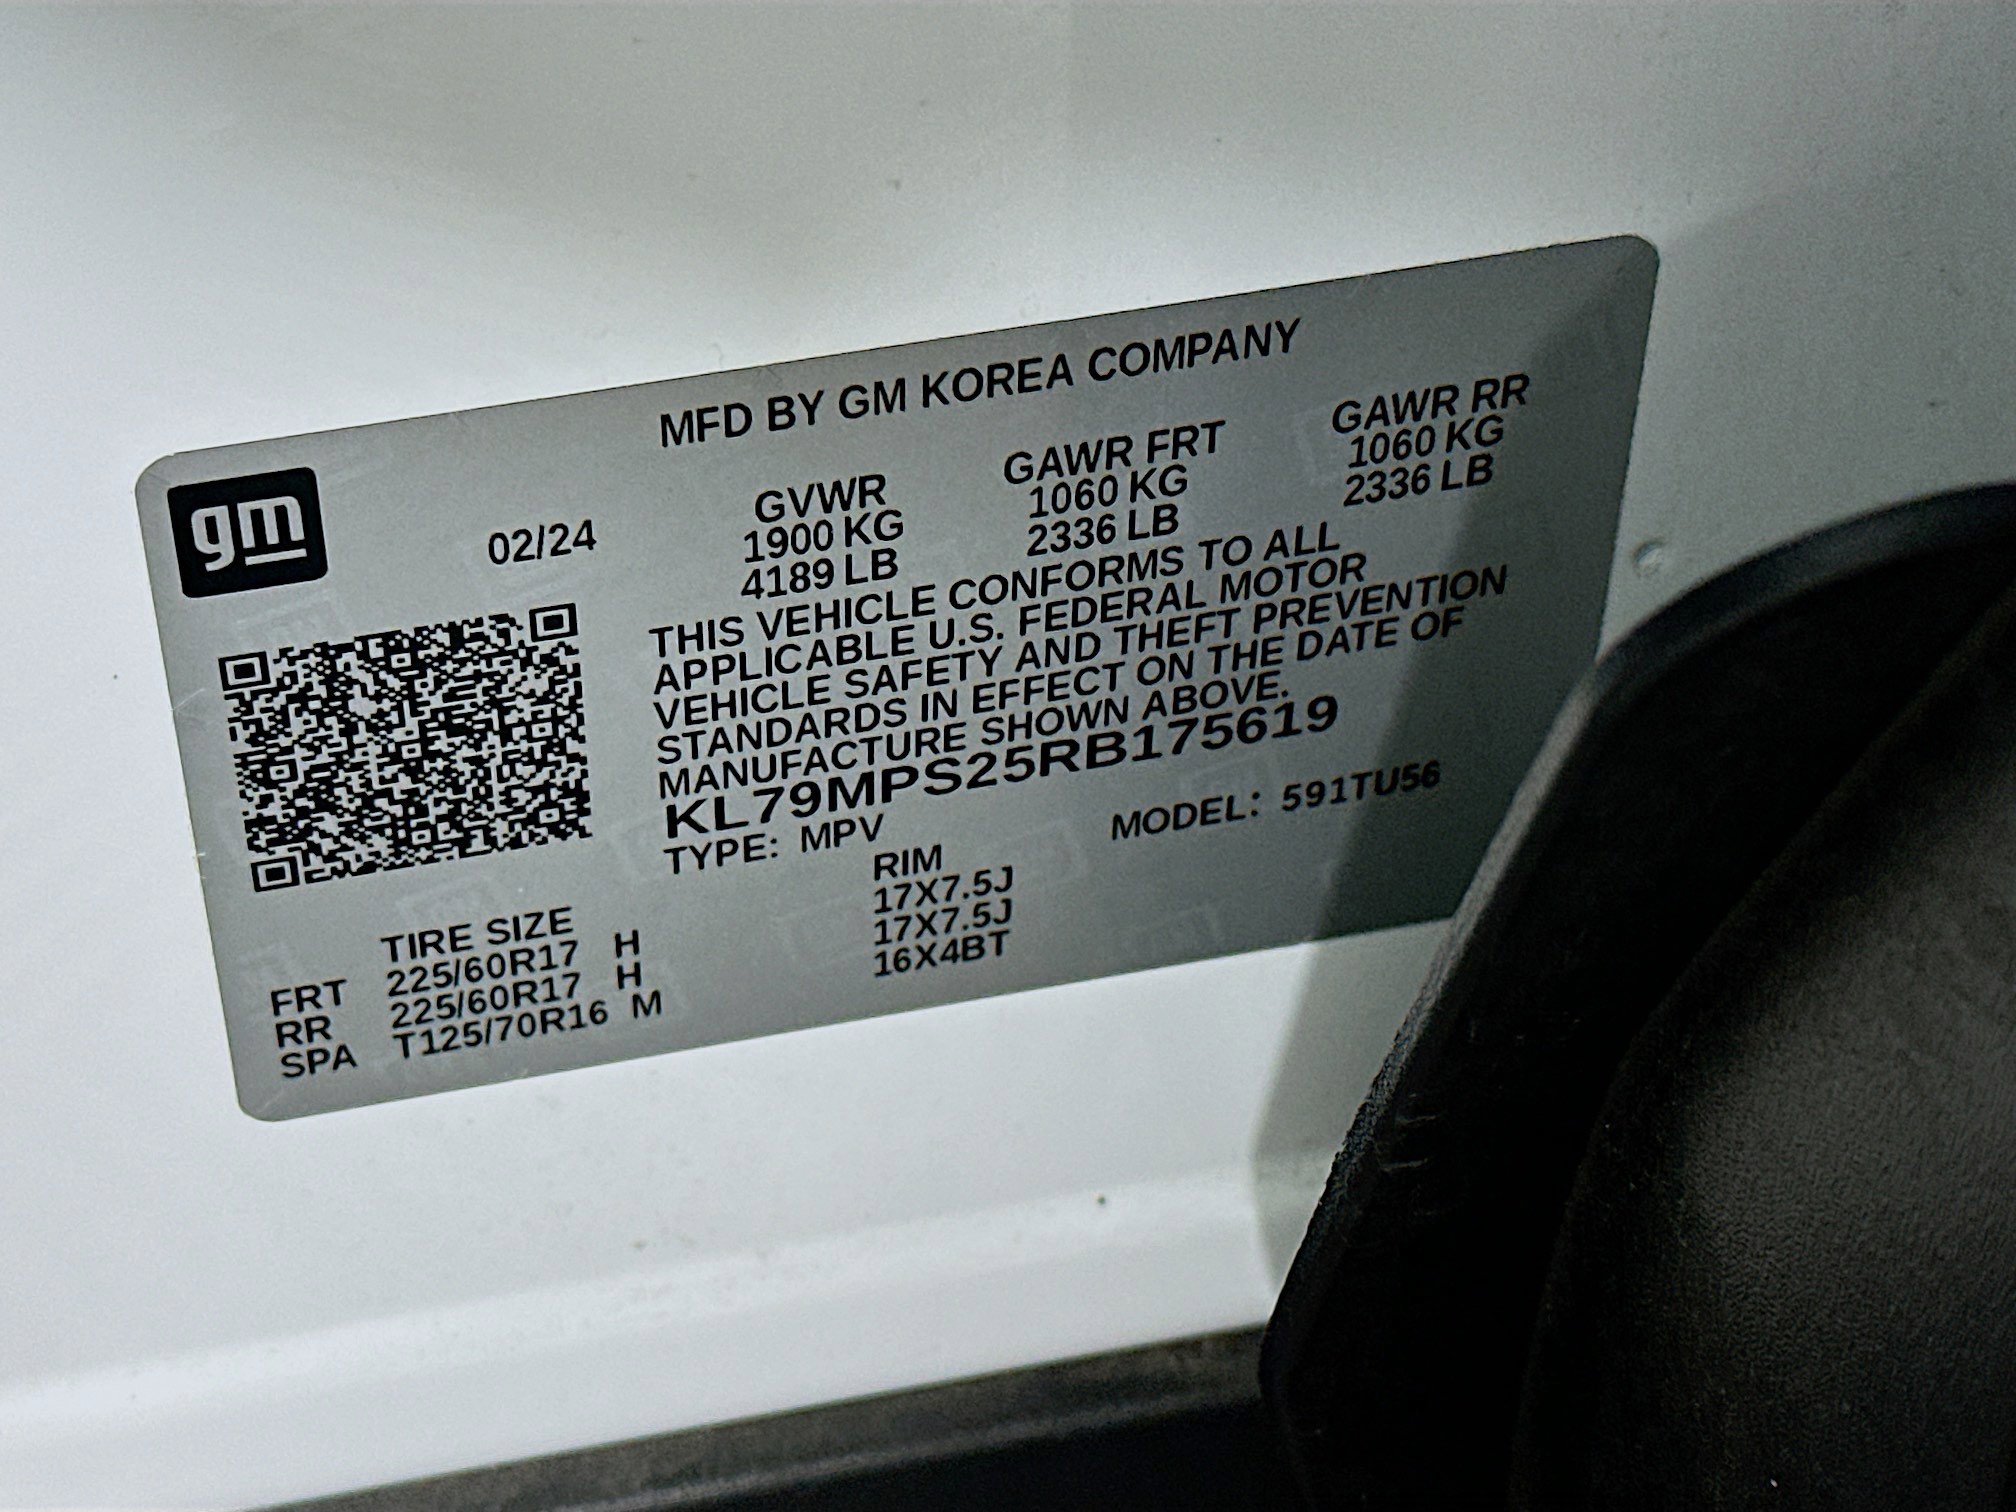 MFD BY GM KOREA COMPANY
gm
02/24
GVWR GAWR FRT GAWR RR
1900 KG 1060 KG 1060 KG
4189 LB 2336 LB 2336 LB
THIS VEHICLE CONFORMS TO ALL
APPLICABLE U.S. FEDERAL MOTOR
VEHICLE SAFETY AND THEFT PREVENTION
STANDARDS IN EFFECT ON THE DATE OF
MANUFACTURE SHOWN ABOVE.
KL79MPS25RB175619
TYPE: MPV MODEL: 591TU56
TIRE SIZE RIM
FRT 225/60R17 H 17X7.5J
RR 225/60R17 H 17X7.5J
SPA T125/70R16 M 16X4BT